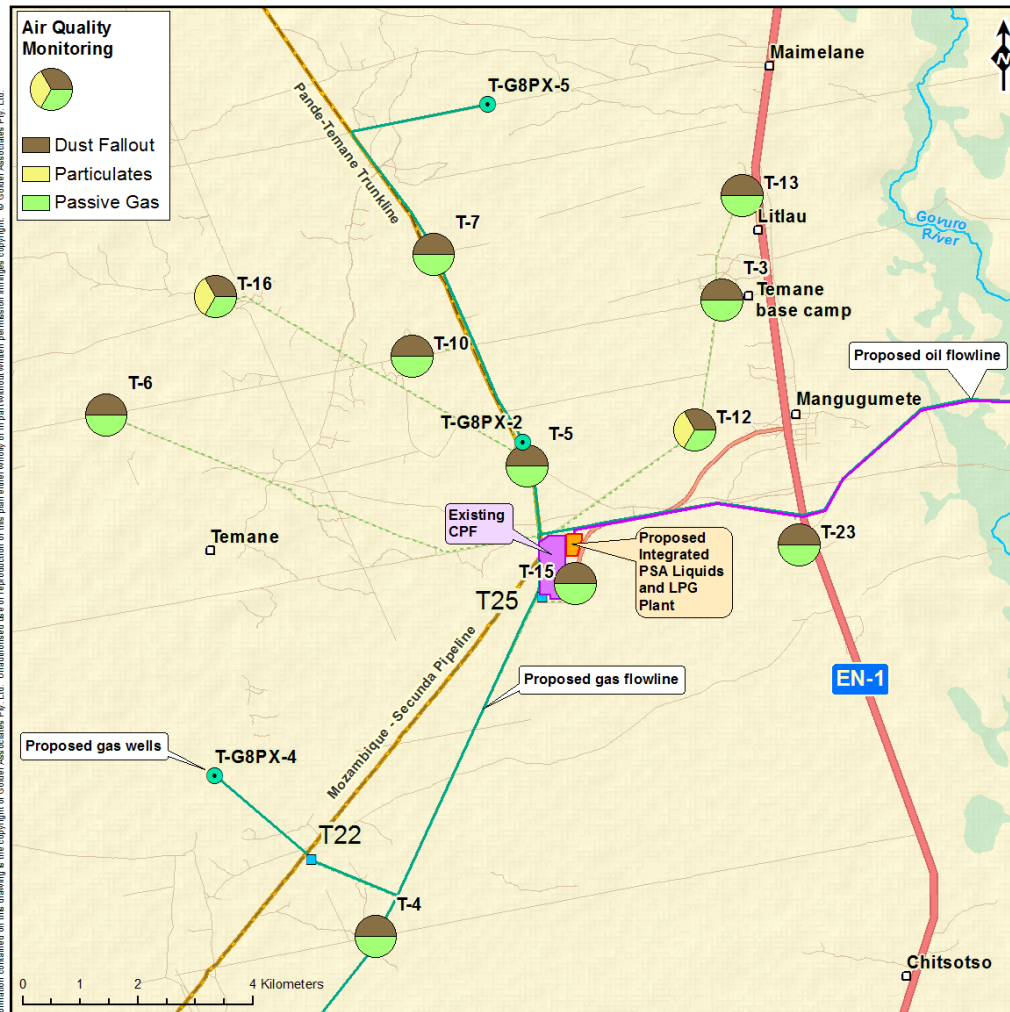 Air Quality
Monitoring
Dust Fallout
Particulates
Passive Gas
Maimelane
N
T-G8PX-5
Pande-Temane Trunkline
T-13
Litlau
Govuro
River
T-7
T-3
Temane
base camp
T-16
T-10
Proposed oil flowline
T-6
Mangugumete
T-G8PX-2
T-5
T-12
Existing
CPF
Proposed
Integrated
PSA Liquids
and LPG
Plant
T-23
Temane
T-15
T25
Mozambique - Secunda Pipeline
Proposed gas flowline
EN-1
Proposed gas wells
T-G8PX-4
T22
T-4
Chitsotso
0 1 2 4 Kilometers